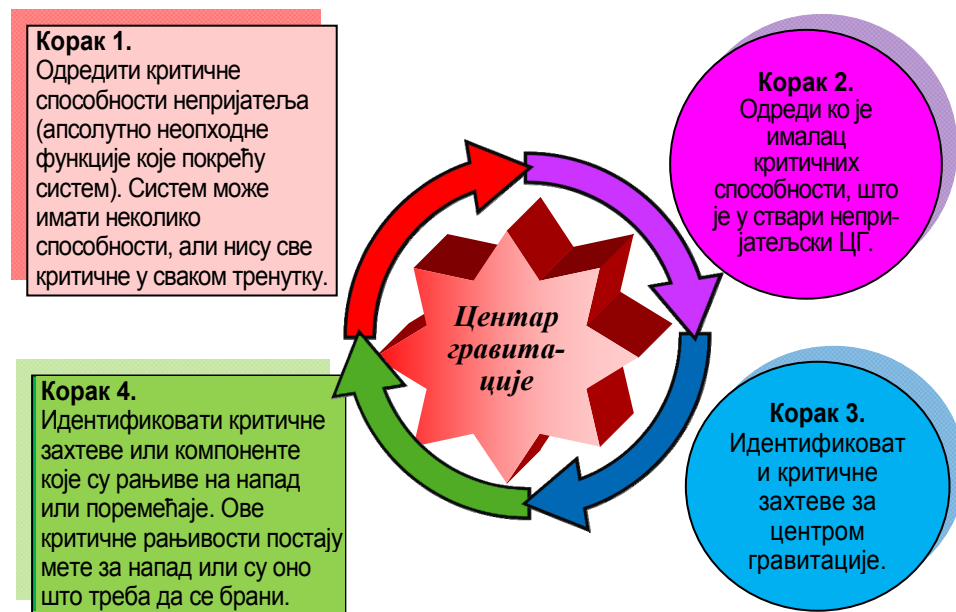 Корак 1.
Одредити критичне
способности непријатеља
(апсолутно неопходне
функције које покрећу
систем). Систем може
имати неколико
способности, али нису све
критичне у сваком тренутку.
Корак 2.
Одреди ко је
ималац
критичних
способности, што
је у ствари непри-
јатељски ЦГ.
Центар
гравита-
ције
Корак 3.
Идентификоват
и критичне
захтеве за
центром
гравитације.
Корак 4.
Идентификовати критичне
захтеве или компоненте
које су рањиве на напад
или поремећаје. Ове
критичне рањивости постају
мете за напад или су оно
што треба да се брани.